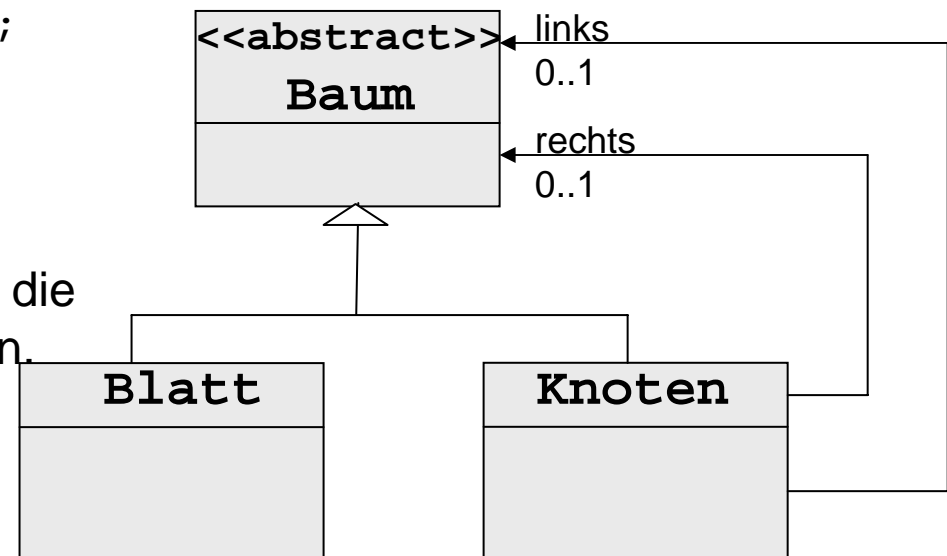 ;
<<abstract>>
Baum
links
0..1
rechts
0..1
die
n.
Blatt
Knoten